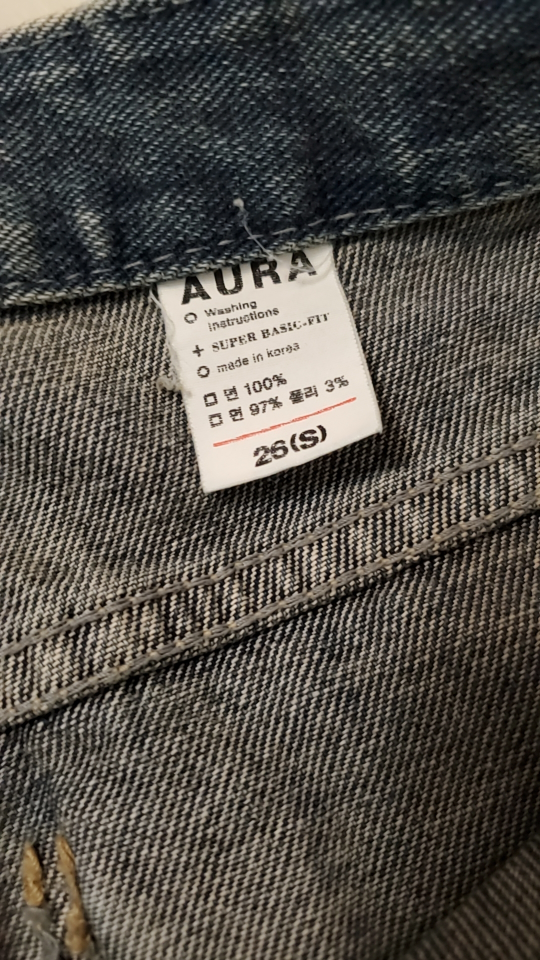 AURA
Washing
instructions
SUPER BASIC-FIT
made in korea
면 100%
면 97% 폴리 3%
26(S)